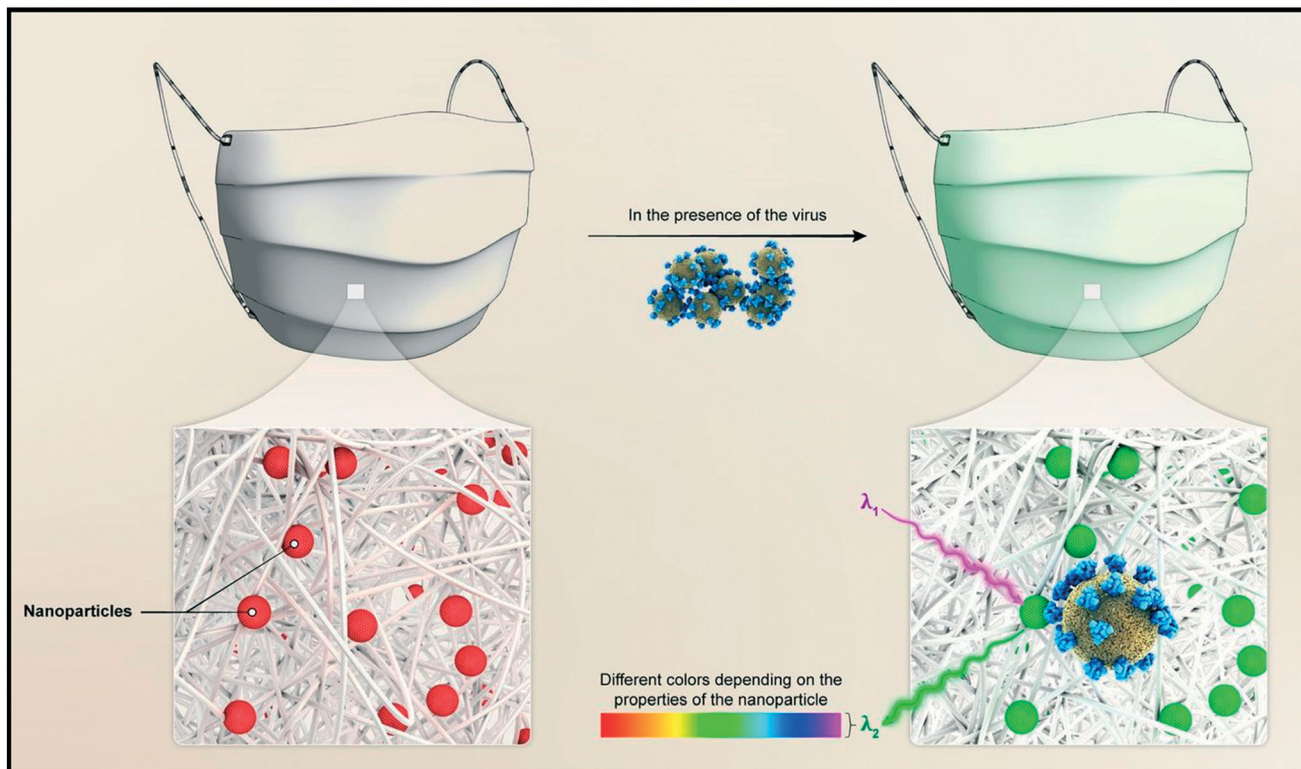 In the presence of the virus
Nanoparticles
λ₁
Different colors depending on the
properties of the nanoparticle
λ₂